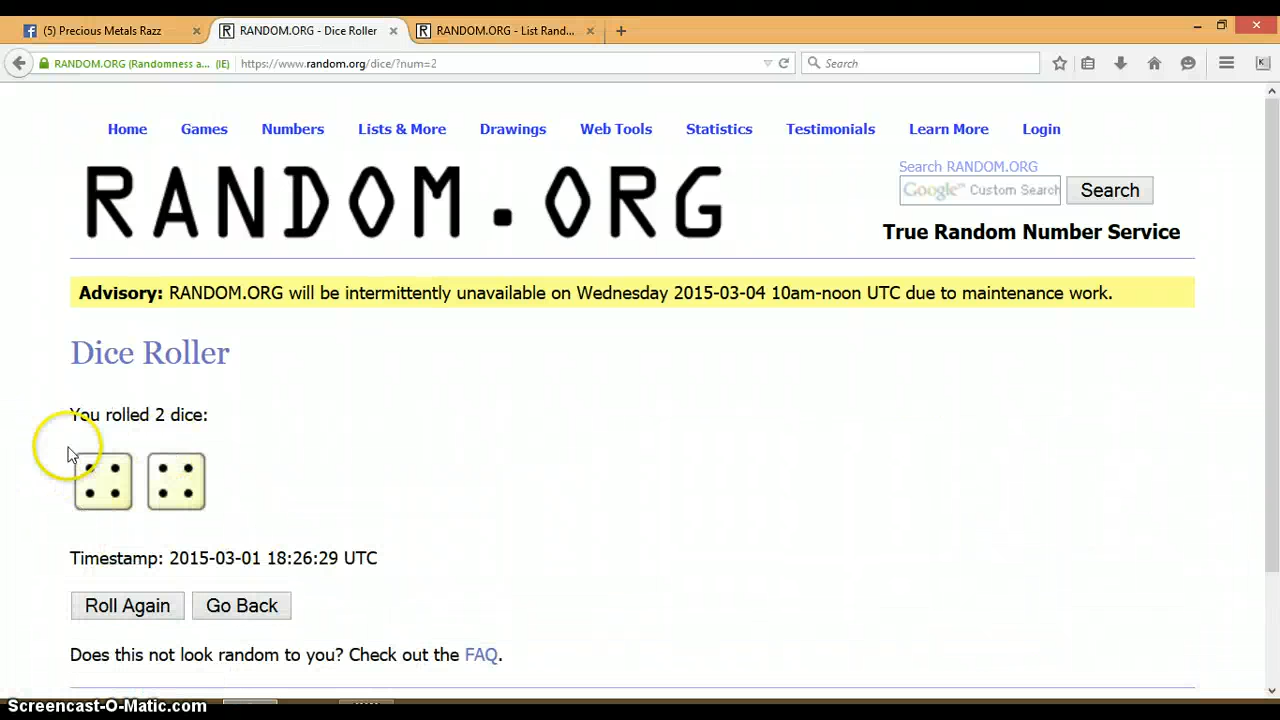 (5) Precious Metals Razz
RANDOM.ORG - Dice Roller
RANDOM.ORG - List Rand...
RANDOM.ORG (Randomness a... (IE)
https://www.random.org/dice/?num=2
Search
Home Games Numbers Lists & More Drawings Web Tools Statistics Testimonials Learn More Login
RANDOM.ORG
Search RANDOM.ORG
Google™ Custom Search
Search
True Random Number Service
Advisory: RANDOM.ORG will be intermittently unavailable on Wednesday 2015-03-04 10am-noon UTC due to maintenance work.
Dice Roller
You rolled 2 dice:
Timestamp: 2015-03-01 18:26:29 UTC
Roll Again Go Back
Does this not look random to you? Check out the FAQ.
Screencast-O-Matic.com